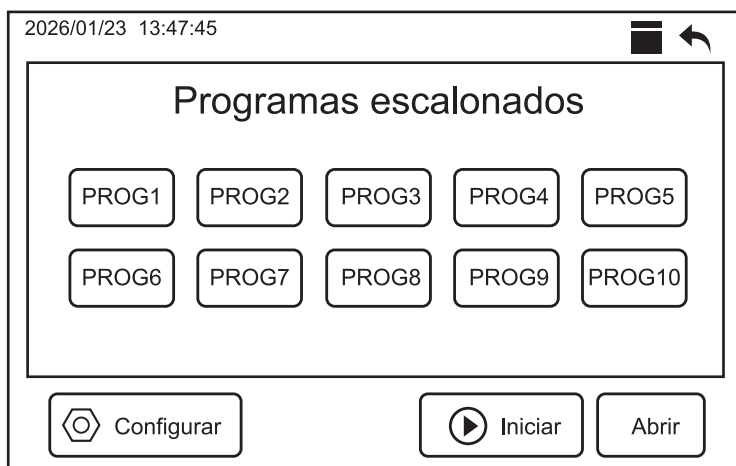 2026/01/23 13:47:45
Programas escalonados
PROG1 PROG2 PROG3 PROG4 PROG5
PROG6 PROG7 PROG8 PROG9 PROG10
Configurar Iniciar Abrir